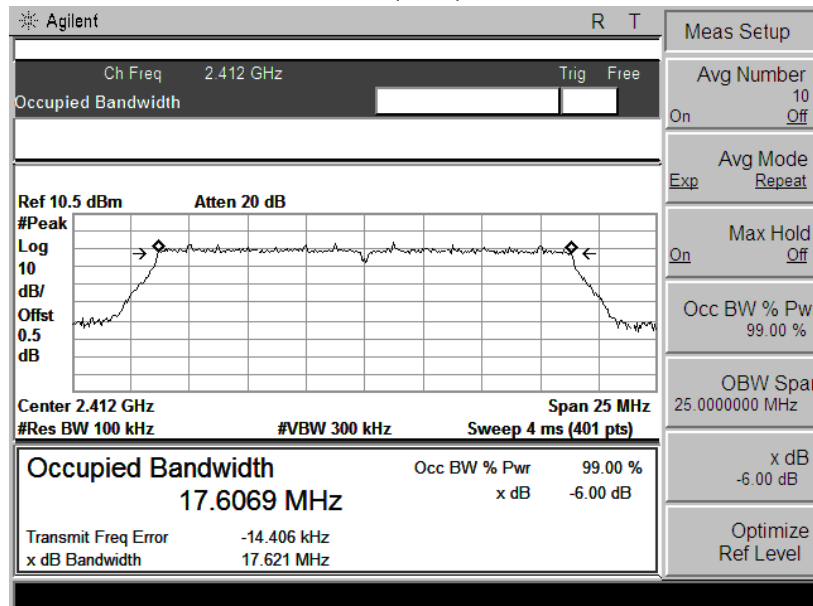 Agilent R T
Ch Freq 2.412 GHz Trig Free
Occupied Bandwidth
Ref 10.5 dBm Atten 20 dB
#Peak
Log
10
dB/
Offst
0.5
dB
Center 2.412 GHz Span 25 MHz
#Res BW 100 kHz #VBW 300 kHz Sweep 4 ms (401 pts)
Occupied Bandwidth
17.6069 MHz
Occ BW % Pwr 99.00 %
x dB -6.00 dB
Transmit Freq Error -14.406 kHz
x dB Bandwidth 17.621 MHz
Meas Setup
Avg Number
10
On Off
Avg Mode
Exp Repeat
Max Hold
On Off
Occ BW % Pw
99.00 %
OBW Spa
25.0000000 MHz
x dB
-6.00 dB
Optimize
Ref Level